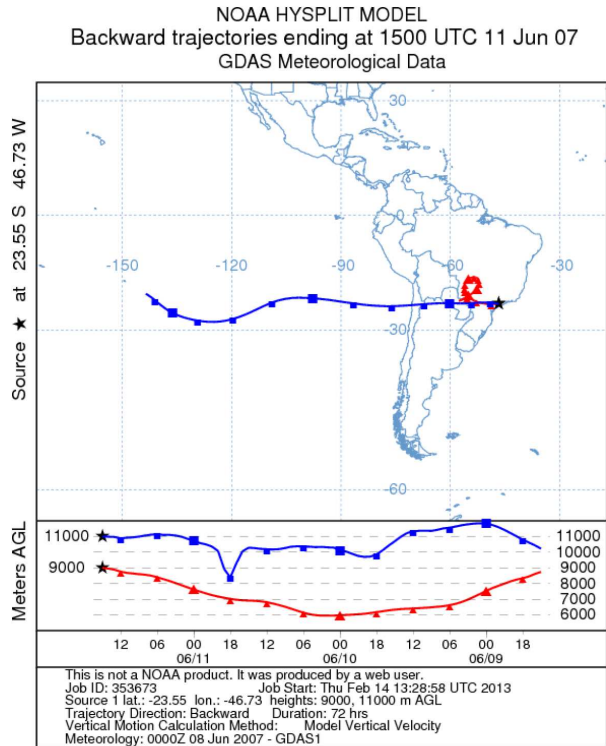 NOAA HYSPLIT MODEL
Backward trajectories ending at 1500 UTC 11 Jun 07
GDAS Meteorological Data
Source ★ at 23.55 S 46.73 W
30
0
-150 -120 -90 -60 -30
-30
-60
Meters AGL
11000
9000
11000
10000
9000
8000
7000
6000
12 06 00 18 12 06 00 18 12 06 00 18
06/11 06/10 06/09
This is not a NOAA product. It was produced by a web user.
Job ID: 353673 Job Start: Thu Feb 14 13:28:58 UTC 2013
Source 1 lat.: -23.55 lon.: -46.73 heights: 9000, 11000 m AGL
Trajectory Direction: Backward Duration: 72 hrs
Vertical Motion Calculation Method: Model Vertical Velocity
Meteorology: 0000Z 08 Jun 2007 - GDAS1